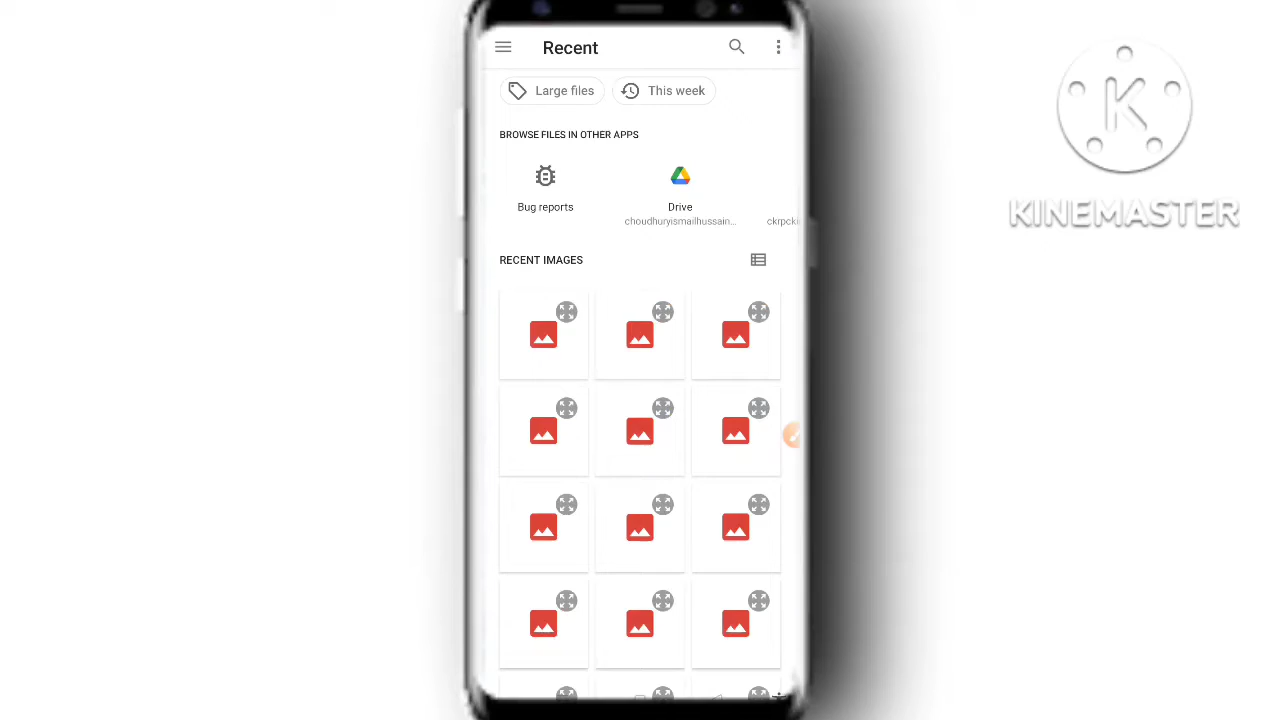 Recent
Large files
This week
BROWSE FILES IN OTHER APPS
Bug reports
Drive
choudhuryismailhussain...
ckrpcki
RECENT IMAGES
K
KINEMASTER